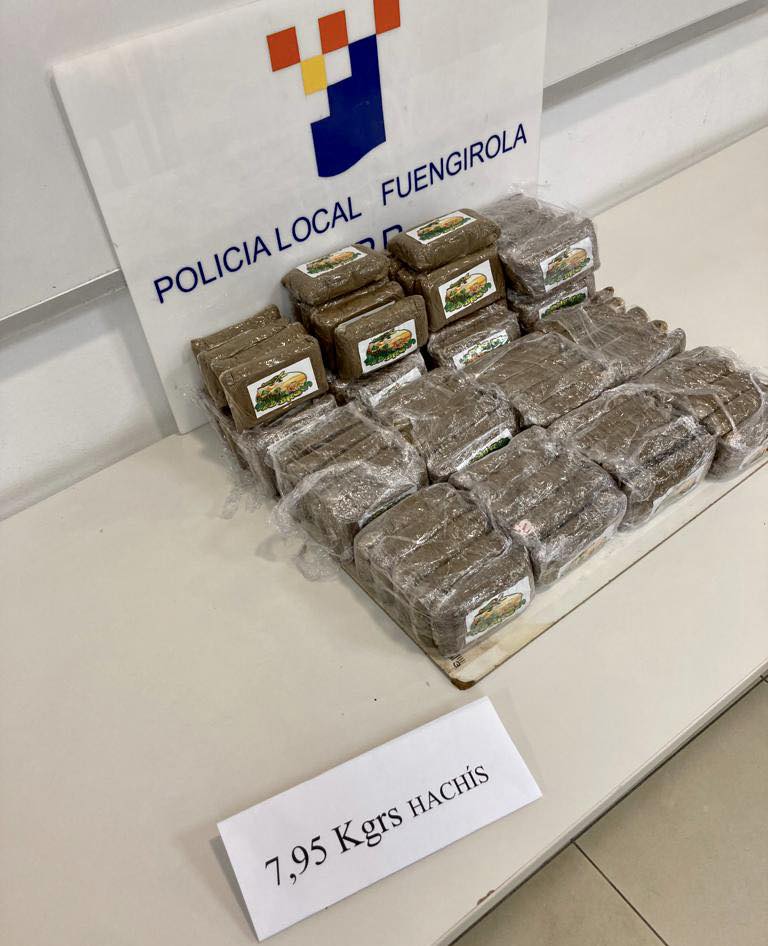 POLICIA LOCAL FUENGIROLA
7,95 Kgrs HACHÍS